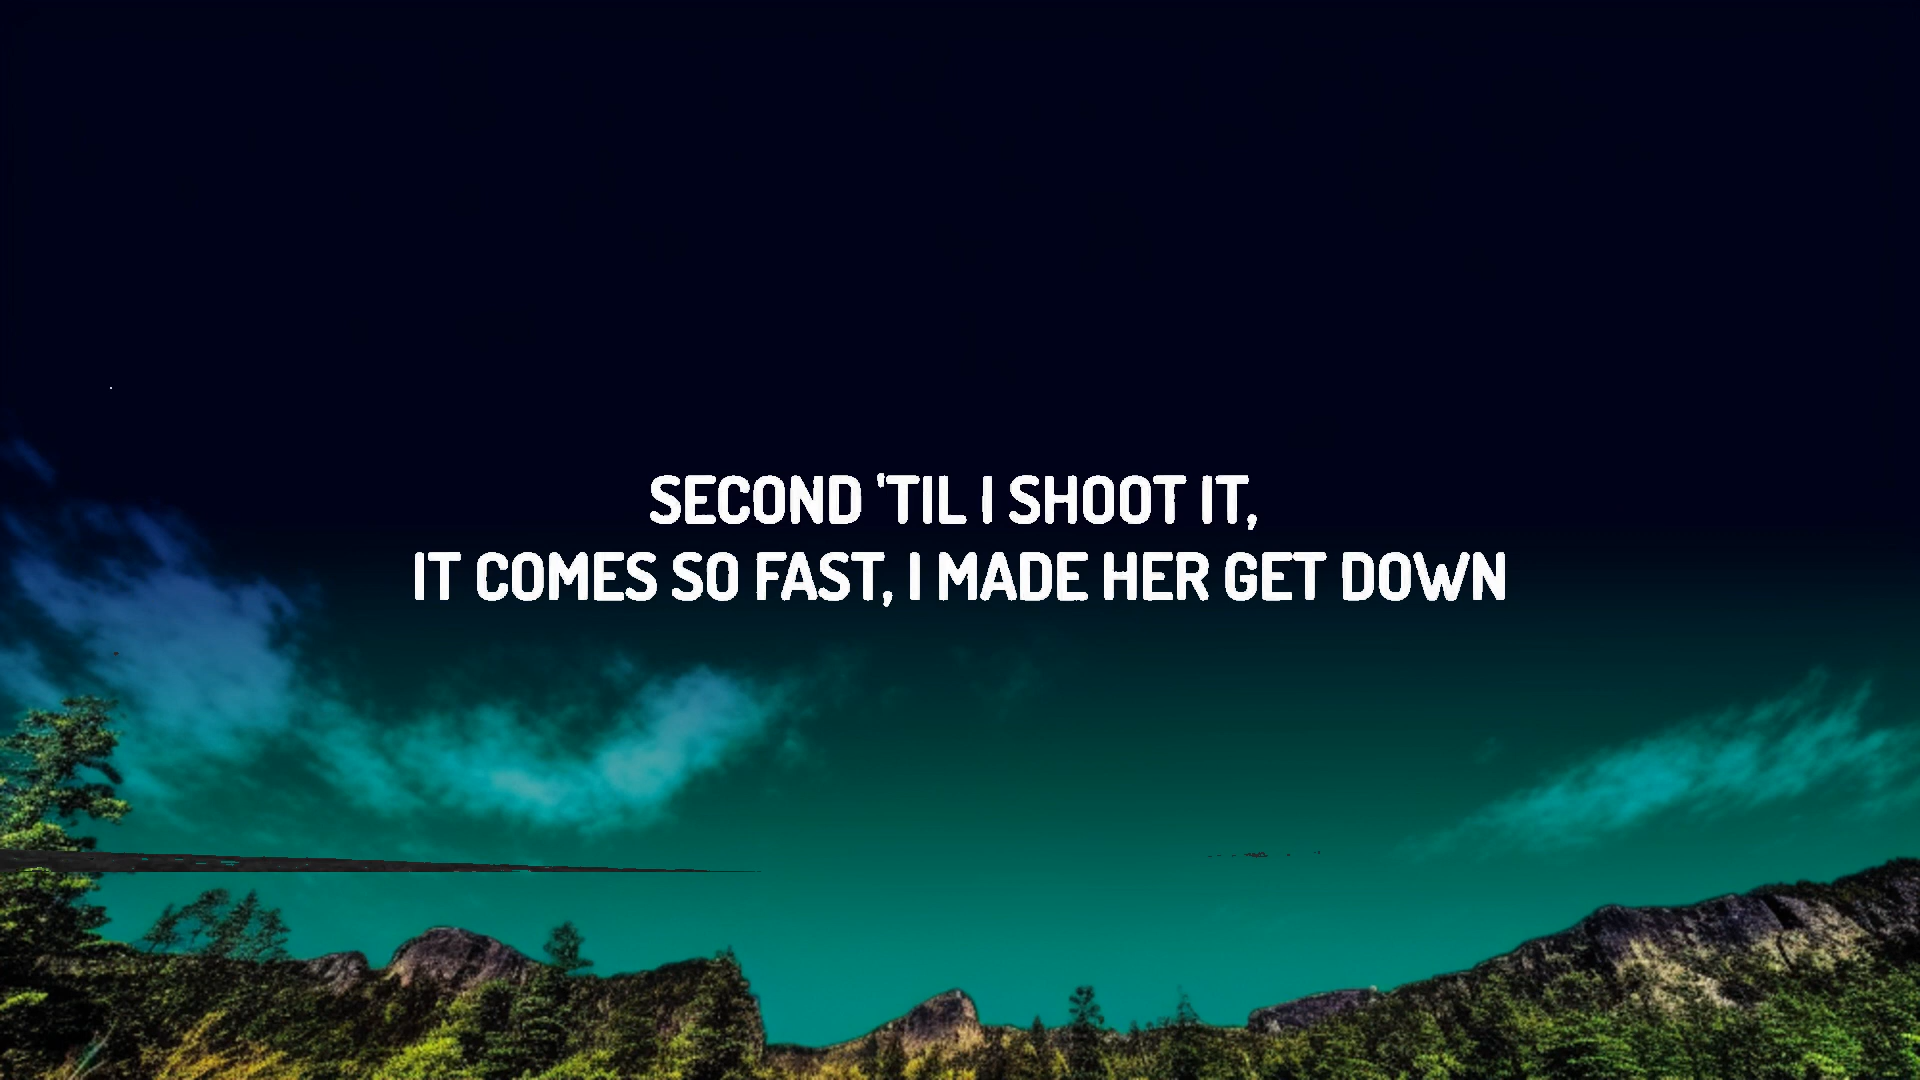 SECOND ‘TIL I SHOOT IT,
IT COMES SO FAST, I MADE HER GET DOWN